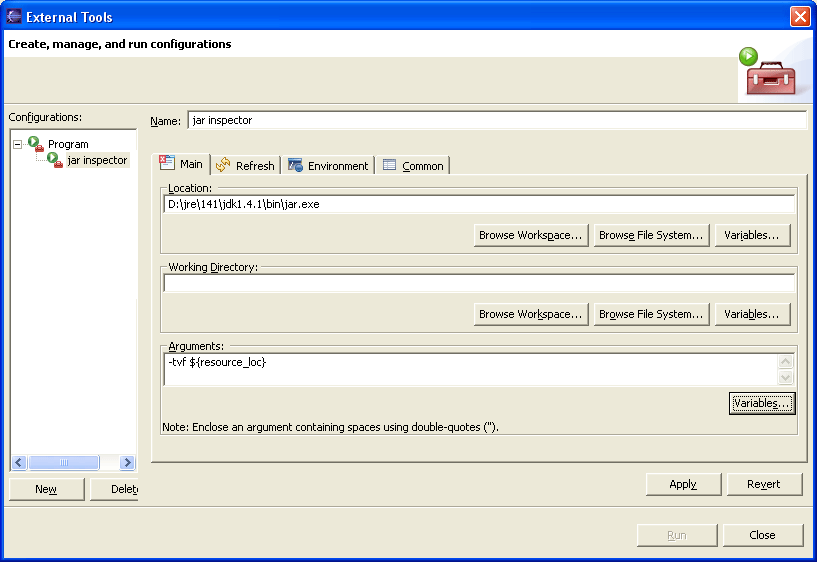 External Tools
Create, manage, and run configurations
Configurations:
Program
jar inspector
New
Delet
Name: jar inspector
Main Refresh Environment Common
Location:
D:\jre\141\jdk1.4.1\bin\jar.exe
Browse Workspace... Browse File System... Variables...
Working Directory:
Browse Workspace... Browse File System... Variables...
Arguments:
-tvf ${resource_loc}
Variables...
Note: Enclose an argument containing spaces using double-quotes (").
Apply Revert
Run Close